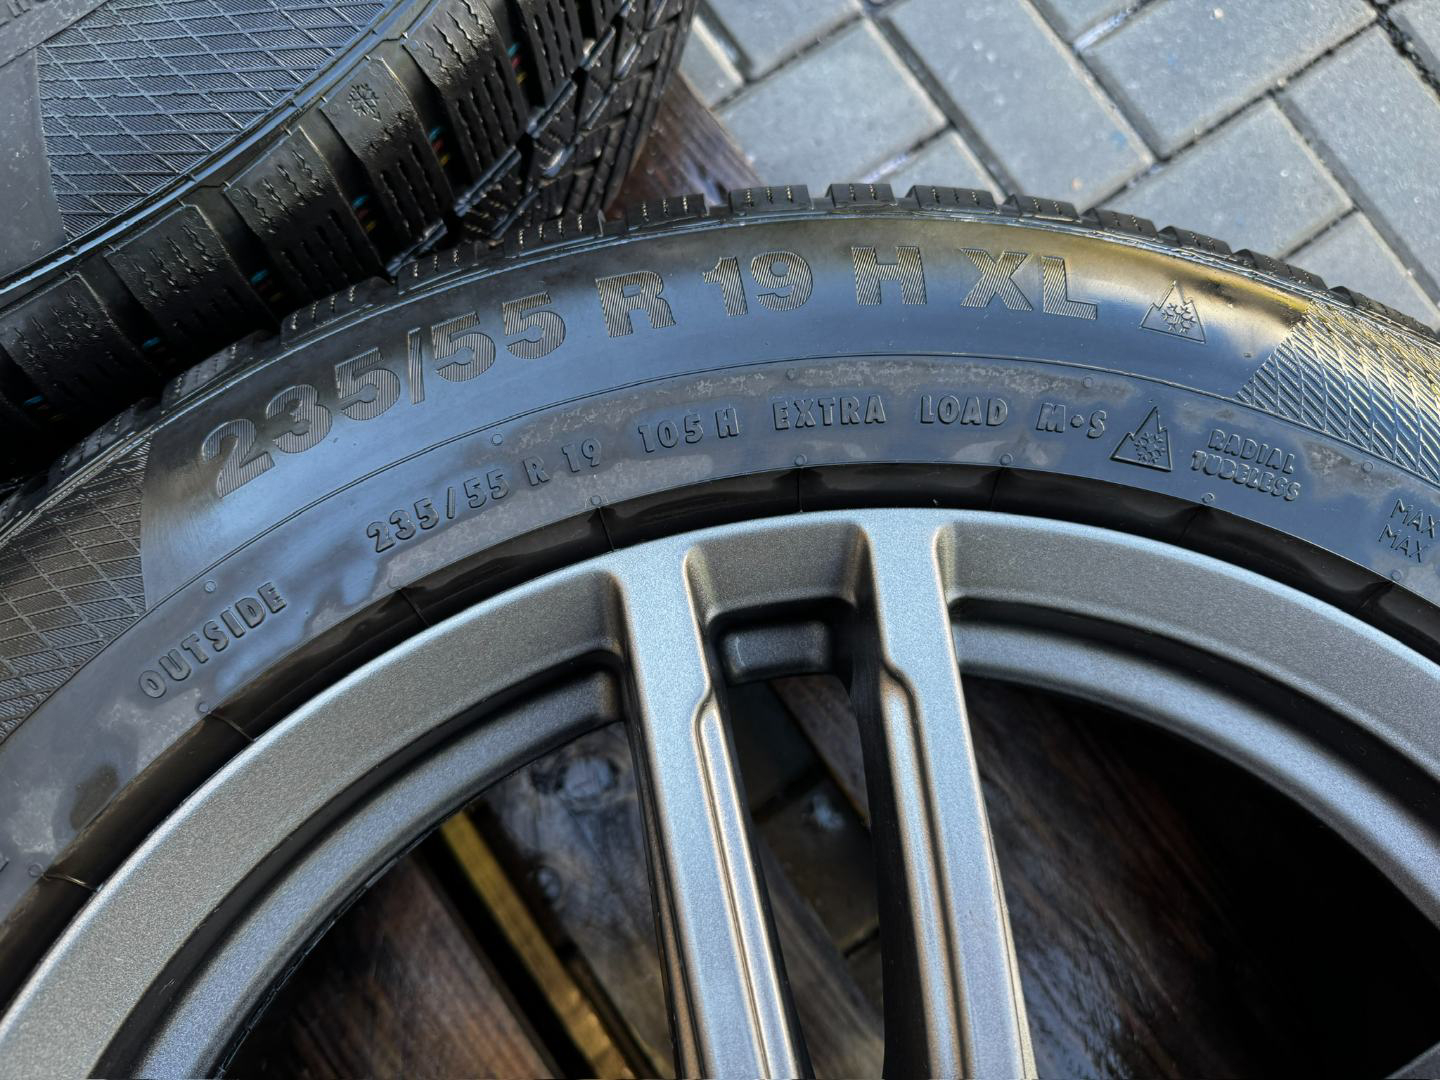 235/55 R 19 H XL
235/55 R 19 105 H EXTRA LOAD M•S
RADIAL
TUBELESS
MAX
MAX
OUTSIDE